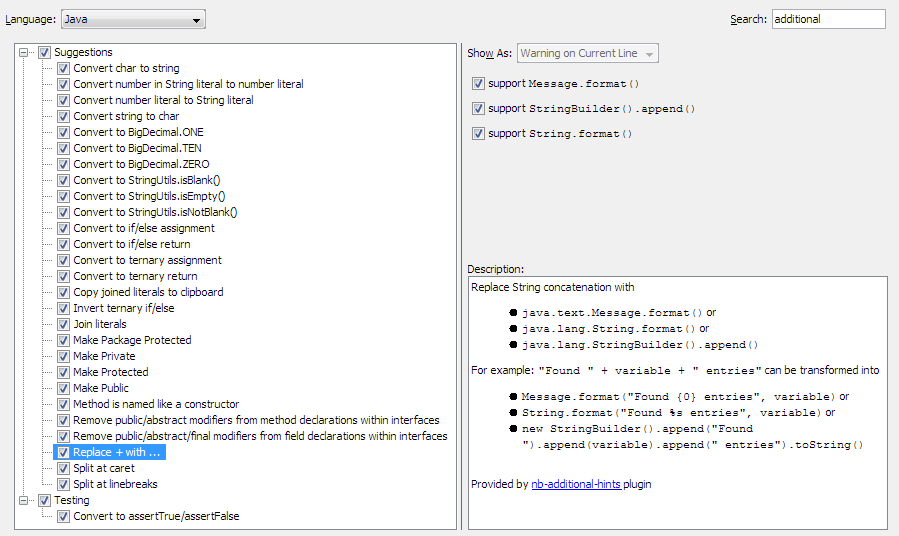 Language: Java Search: additional
Suggestions
Convert char to string
Convert number in String literal to number literal
Convert number literal to String literal
Convert string to char
Convert to BigDecimal.ONE
Convert to BigDecimal.TEN
Convert to BigDecimal.ZERO
Convert to StringUtils.isBlank()
Convert to StringUtils.isEmpty()
Convert to StringUtils.isNotBlank()
Convert to if/else assignment
Convert to if/else return
Convert to ternary assignment
Convert to ternary return
Copy joined literals to clipboard
Invert ternary if/else
Join literals
Make Package Protected
Make Private
Make Protected
Make Public
Method is named like a constructor
Remove public/abstract modifiers from method declarations within interfaces
Remove public/abstract/final modifiers from field declarations within interfaces
Replace + with ...
Split at caret
Split at linebreaks
Testing
Convert to assertTrue/assertFalse
Show As: Warning on Current Line
support Message.format()
support StringBuilder().append()
support String.format()
Description:
Replace String concatenation with
java.text.Message.format() or
java.lang.String.format() or
java.lang.StringBuilder().append()
For example: "Found " + variable + " entries" can be transformed into
Message.format("Found {0} entries", variable) or
String.format("Found %s entries", variable) or
new StringBuilder().append("Found
").append(variable).append(" entries").toString()
Provided by nb-additional-hints plugin